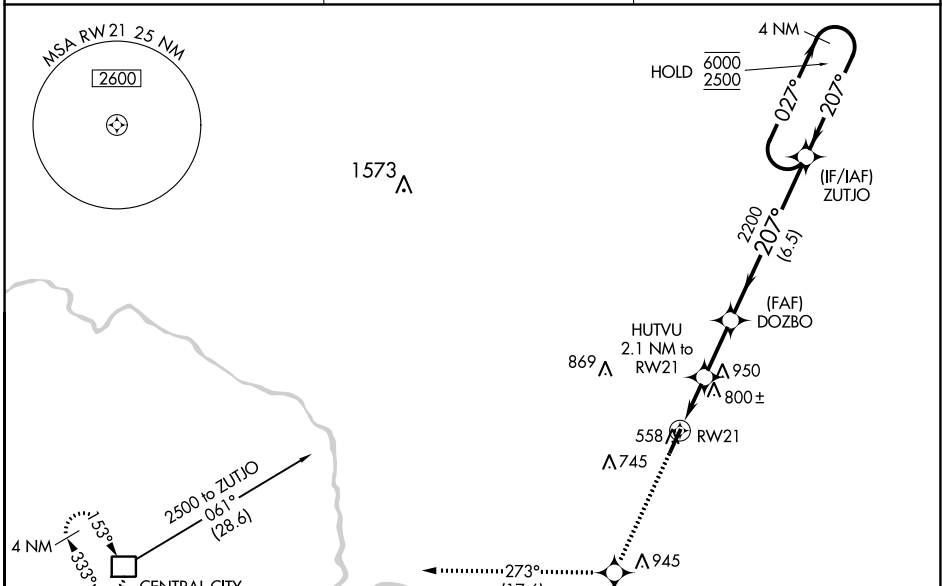 MSA RW21 25 NM
2600
4 NM
HOLD
6000
2500
027°
207°
(IF/IAF)
ZUTJO
1573
2200
207°
(6.5)
(FAF)
DOZBO
HUTVU
2.1 NM to
RW21
869
950
800±
558
RW21
745
2500 to ZUTJO
061°
(28.6)
153°
4 NM
333°
CENTRAL CITY
945
273°
(17.6)